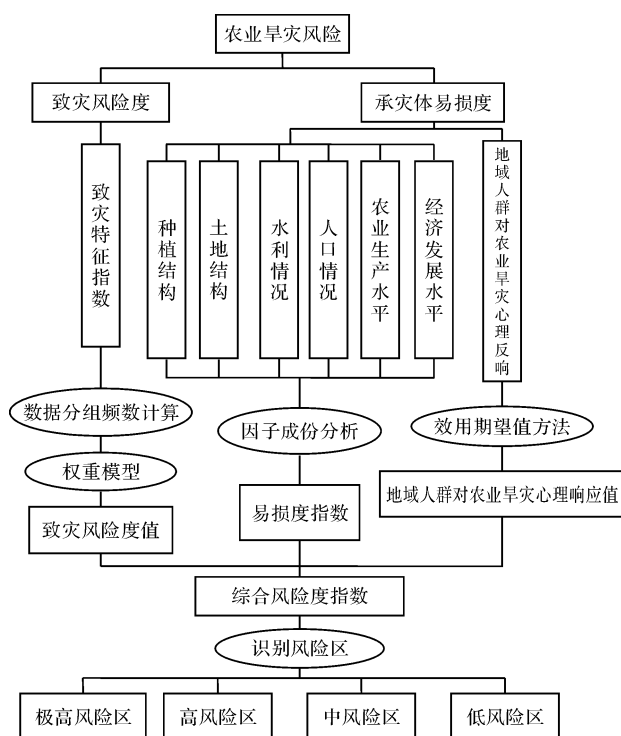 农业旱灾风险
致灾风险度
承灾体易损度
致灾特征指数
种植结构
土地结构
水利情况
人口情况
农业生产水平
经济发展水平
地域人群对农业旱灾心理反响
数据分组频数计算
因子成份分析
效用期望值方法
权重模型
易损度指数
地域人群对农业旱灾心理响应值
致灾风险度值
综合风险度指数
识别风险区
极高风险区
高风险区
中风险区
低风险区